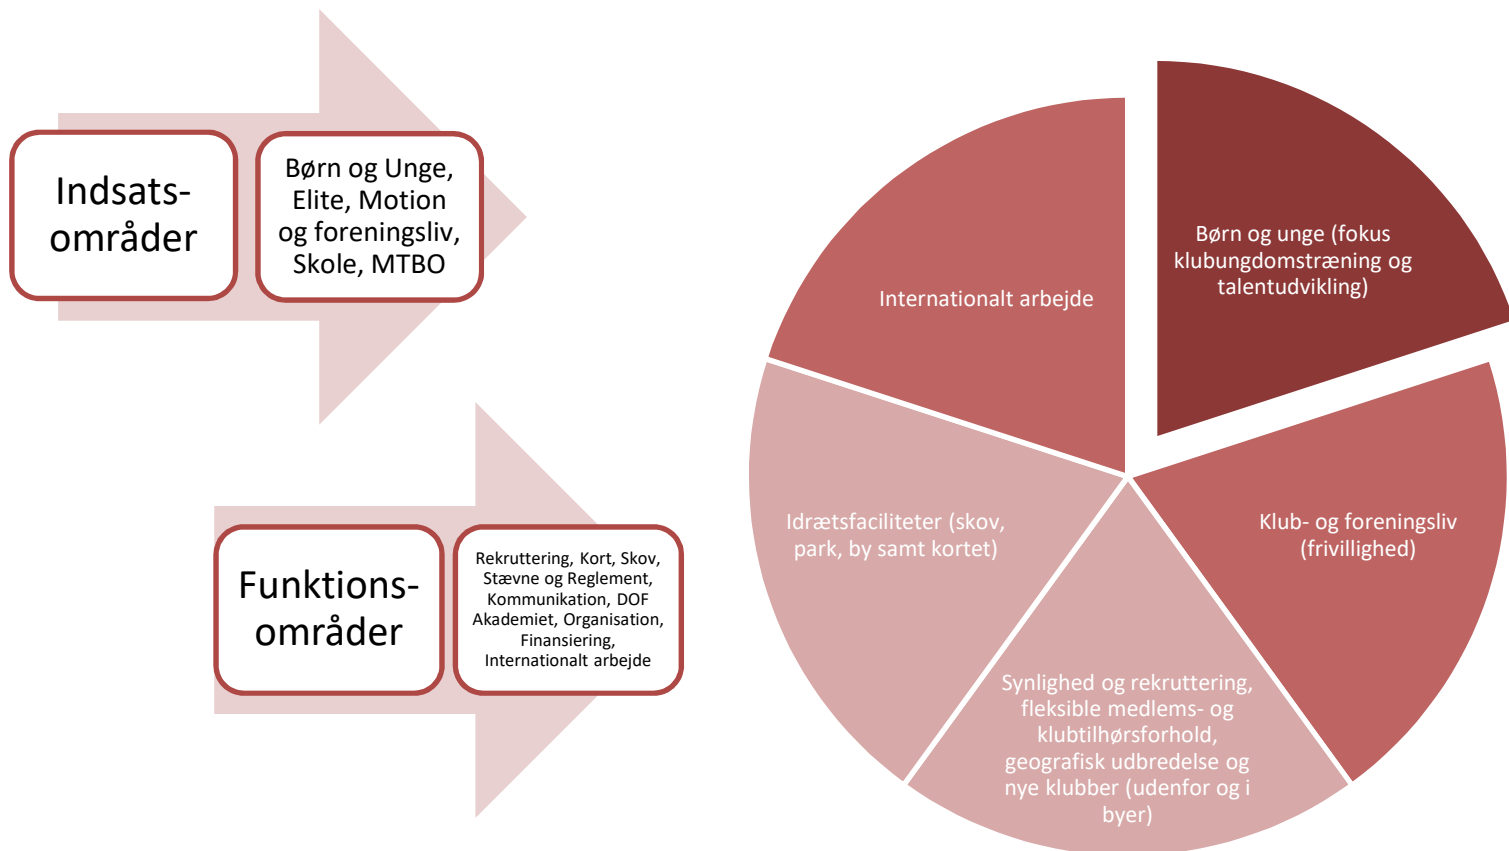 Indsats-
områder
Børn og Unge,
Elite, Motion
og foreningsliv,
Skole, MTBO
Funktions-
områder
Rekruttering, Kort, Skov,
Stævne og Reglement,
Kommunikation, DOF
Akademiet, Organisation,
Finansiering,
Internationalt arbejde
Børn og unge (fokus
klubungdomstræning og
talentudvikling)
Klub- og foreningsliv
(frivillighed)
Synlighed og rekruttering,
fleksible medlems- og
klubtilhørsforhold,
geografisk udbredelse og
nye klubber (udenfor og i
byer)
Idrætsfaciliteter (skov,
park, by samt kortet)
Internationalt arbejde